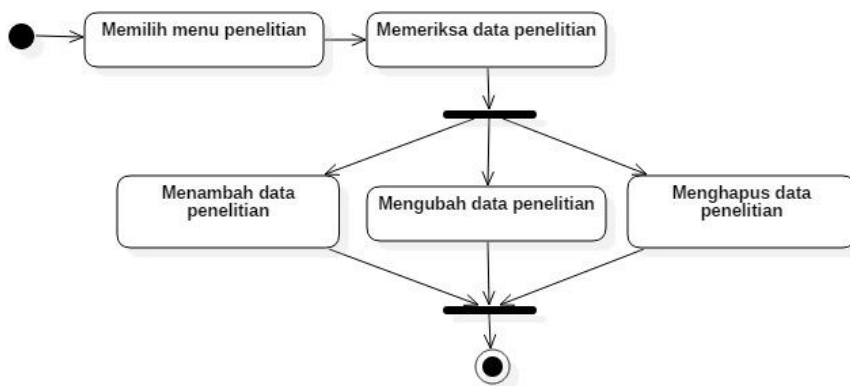 Memilih menu penelitian
Memeriksa data penelitian
Menambah data
penelitian
Mengubah data penelitian
Menghapus data
penelitian